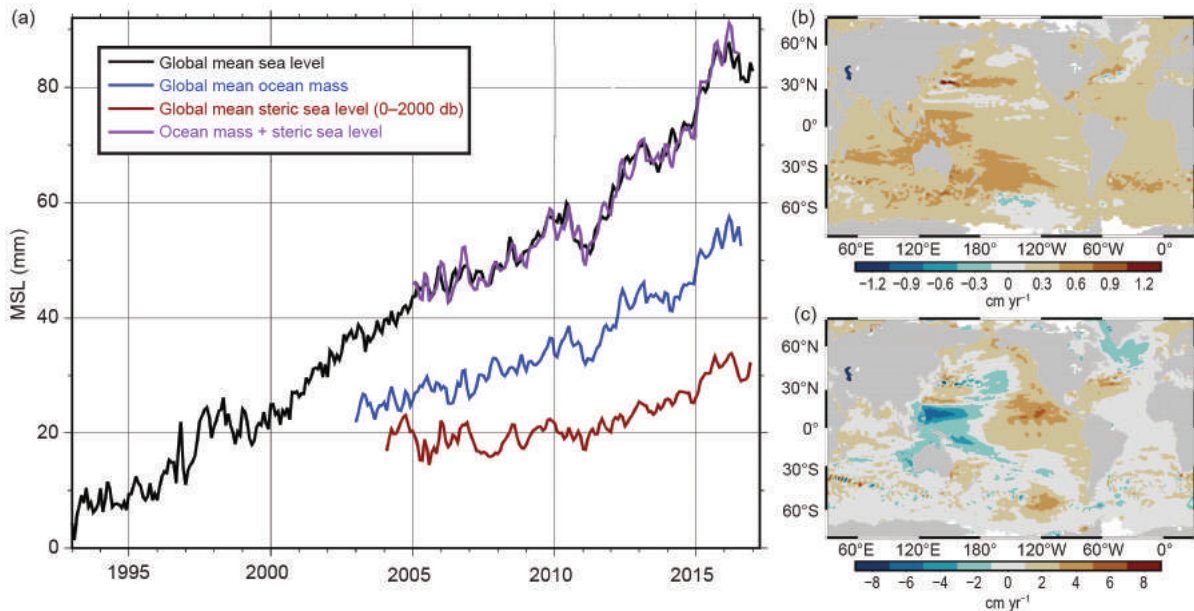 (a)
Global mean sea level
Global mean ocean mass
Global mean steric sea level (0–2000 db)
Ocean mass + steric sea level
MSL (mm)
80
60
40
20
0
1995 2000 2005 2010 2015
(b)
60°N
30°N
0°
30°S
60°S
60°E 120°E 180° 120°W 60°W 0°
−1.2 −0.9 −0.6 −0.3 0 0.3 0.6 0.9 1.2
cm yr⁻¹
(c)
60°N
30°N
0°
30°S
60°S
60°E 120°E 180° 120°W 60°W 0°
−8 −6 −4 −2 0 2 4 6 8
cm yr⁻¹